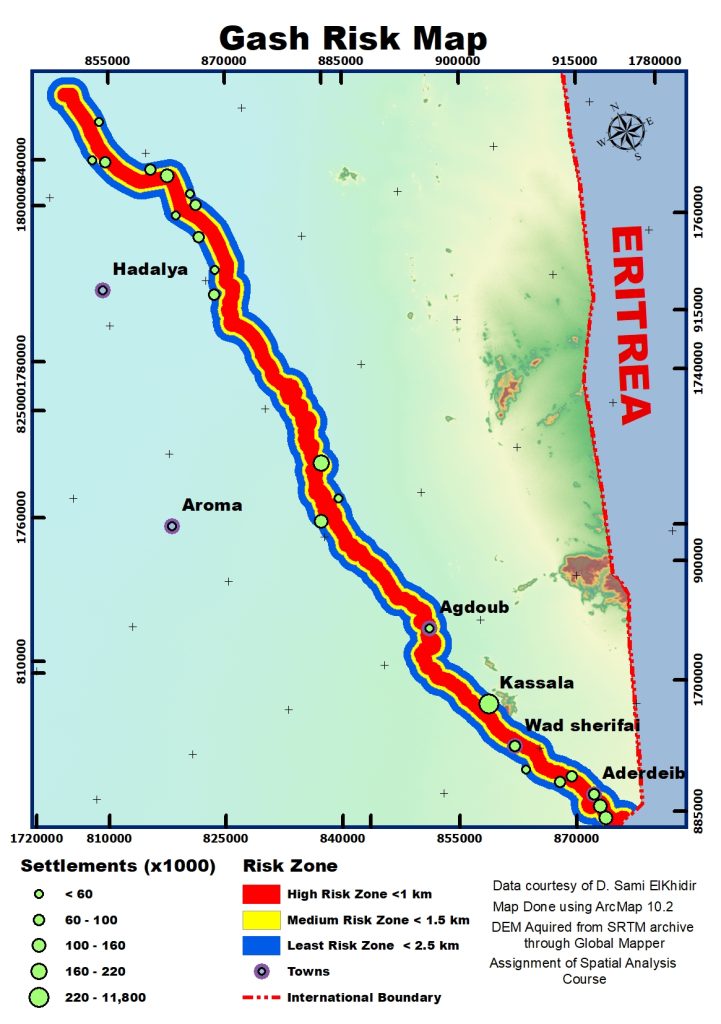 Gash Risk Map
855000 870000 885000 900000 915000 1780000
1800000840000
1760000
N
E
W
S
ERITREA
Hadalya
915000
1740000
8250001780000
Aroma
1760000
900000
Agdoub
810000
1700000
Kassala
Wad sherifai
Aderdeib
885000
1720000 810000 825000 840000 855000 870000
Settlements (x1000)
< 60
60 - 100
100 - 160
160 - 220
220 - 11,800
Risk Zone
High Risk Zone <1 km
Medium Risk Zone < 1.5 km
Least Risk Zone < 2.5 km
Towns
International Boundary
Data courtesy of D. Sami ElKhidir
Map Done using ArcMap 10.2
DEM Aquired from SRTM archive
through Global Mapper
Assignment of Spatial Analysis
Course